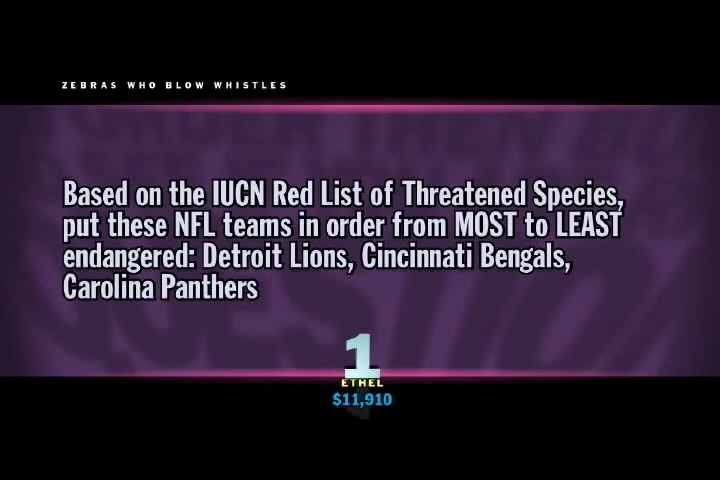 ZEBRAS WHO BLOW WHISTLES
Based on the IUCN Red List of Threatened Species,
put these NFL teams in order from MOST to LEAST
endangered: Detroit Lions, Cincinnati Bengals,
Carolina Panthers
1
ETHEL
$11,910